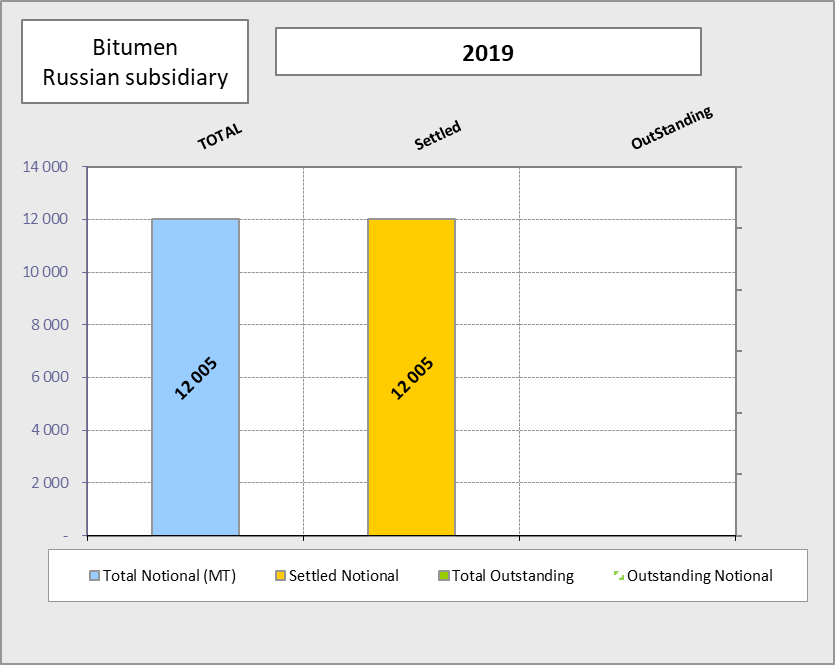 Bitumen
Russian subsidiary
2019
TOTAL
Settled
OutStanding
14 000
12 000
10 000
8 000
6 000
4 000
2 000
-
12 005
12 005
Total Notional (MT)
Settled Notional
Total Outstanding
Outstanding Notional